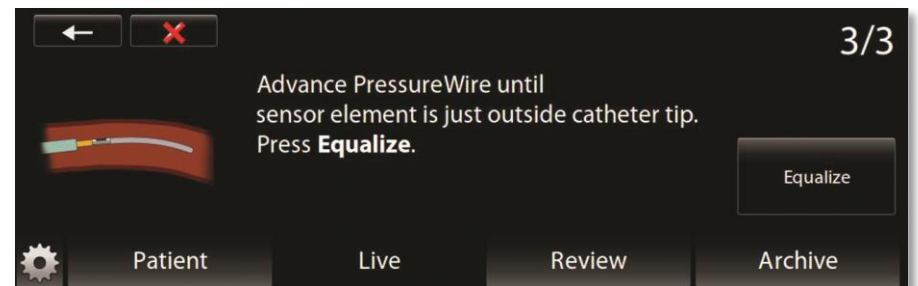 3/3
Advance PressureWire until
sensor element is just outside catheter tip.
Press Equalize.
Equalize
Patient
Live
Review
Archive